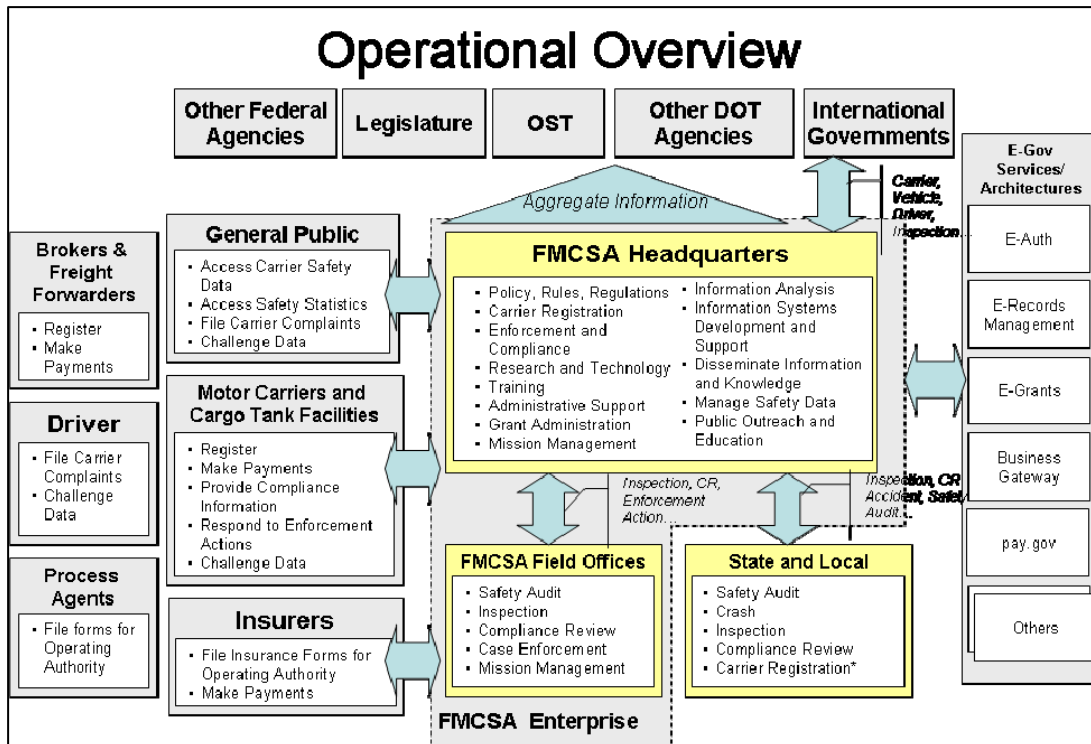 Operational Overview
Other Federal
Agencies
Legislature
OST
Other DOT
Agencies
International
Governments
E-Gov
Services/
Architectures
E-Auth
E-Records
Management
E-Grants
Business
Gateway
pay.gov
Others
Aggregate Information
Carrier,
Vehicle,
Driver,
Inspection...
Brokers &
Freight
Forwarders
• Register
• Make
Payments
Driver
• File Carrier
Complaints
• Challenge
Data
Process
Agents
• File forms for
Operating
Authority
General Public
• Access Carrier Safety
Data
• Access Safety Statistics
• File Carrier Complaints
• Challenge Data
Motor Carriers and
Cargo Tank Facilities
• Register
• Make Payments
• Provide Compliance
Information
• Respond to Enforcement
Actions
• Challenge Data
Insurers
• File Insurance Forms for
Operating Authority
• Make Payments
FMCSA Headquarters
• Policy, Rules, Regulations
• Carrier Registration
• Enforcement and
Compliance
• Research and Technology
• Training
• Administrative Support
• Grant Administration
• Mission Management
• Information Analysis
• Information Systems
Development and
Support
• Disseminate Information
and Knowledge
• Manage Safety Data
• Public Outreach and
Education
Inspection, CR,
Enforcement
Action...
Inspection, CR
Accident, Safety
Audit...
FMCSA Field Offices
• Safety Audit
• Inspection
• Compliance Review
• Case Enforcement
• Mission Management
State and Local
• Safety Audit
• Crash
• Inspection
• Compliance Review
• Carrier Registration*
FMCSA Enterprise